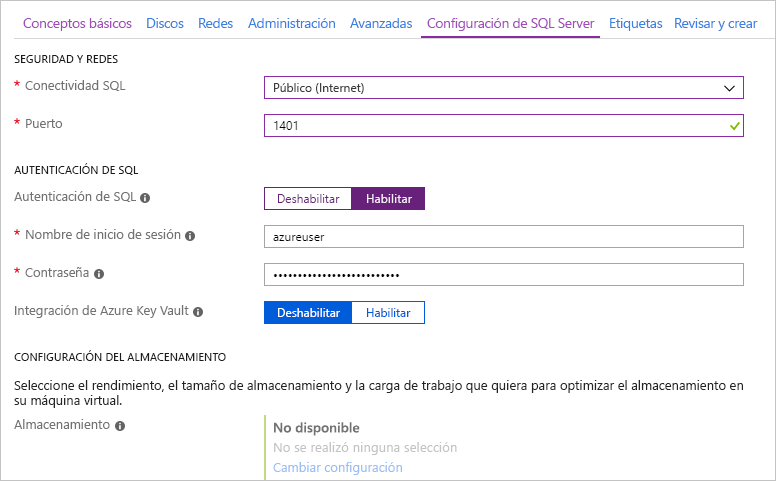 Conceptos básicos Discos Redes Administración Avanzadas Configuración de SQL Server Etiquetas Revisar y crear
SEGURIDAD Y REDES
* Conectividad SQL Público (Internet)
* Puerto 1401
AUTENTICACIÓN DE SQL
Autenticación de SQL Deshabilitar Habilitar
* Nombre de inicio de sesión azureuser
* Contraseña ••••••••••••••••••••••••••
Integración de Azure Key Vault Deshabilitar Habilitar
CONFIGURACIÓN DEL ALMACENAMIENTO
Seleccione el rendimiento, el tamaño de almacenamiento y la carga de trabajo que quiera para optimizar el almacenamiento en
su máquina virtual.
Almacenamiento No disponible
No se realizó ninguna selección
Cambiar configuración